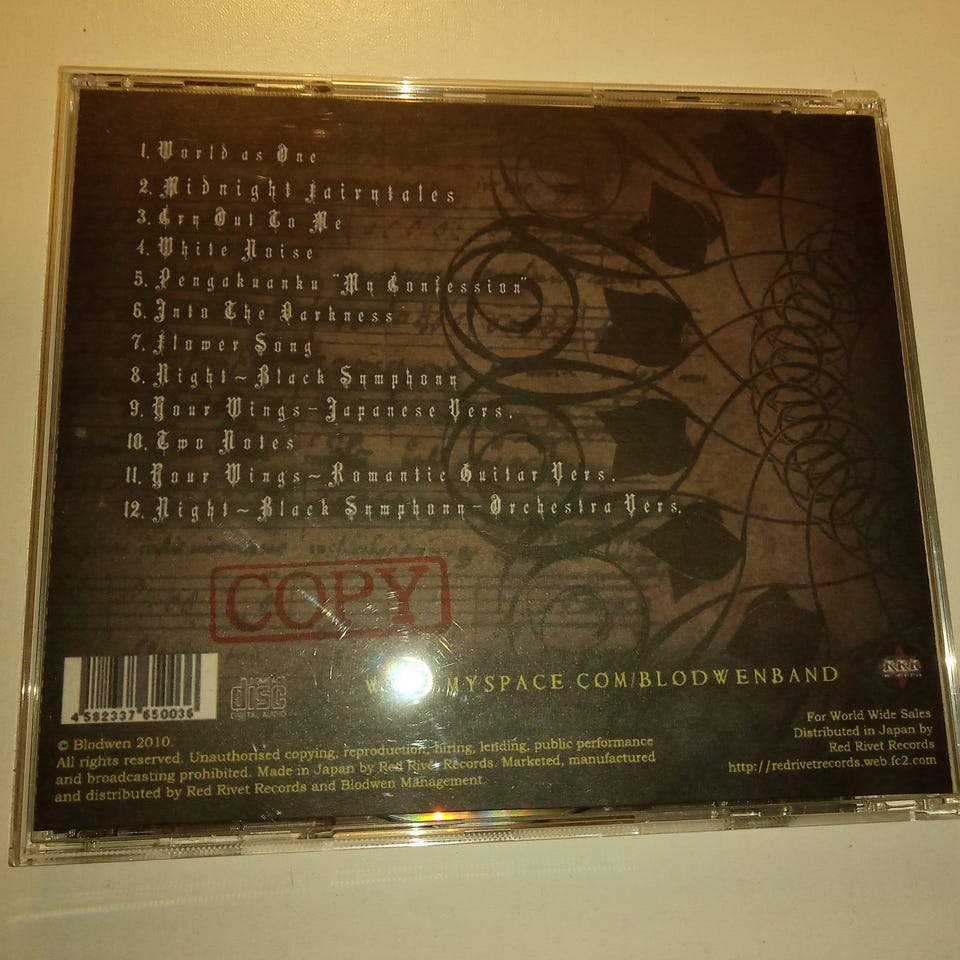 1. World as One
2. Midnight Fairytales
3. Cry Out To Me
4. White Noise
5. Pengakuanku "My Confession"
6. Into The Darkness
7. Flower Song
8. Night~Black Symphony
9. Your Wings~Japanese Vers.
10. Two Notes
11. Your Wings~Romantic Guitar Vers.
12. Night~Black Symphony~Orchestra Vers.
COPY
MYSPACE.COM/BLODWENBAND
4 582337 650036
COMPACT
disc
DIGITAL AUDIO
RRR
© Blodwen 2010.
All rights reserved. Unauthorised copying, reproduction, hiring, lending, public performance
and broadcasting prohibited. Made in Japan by Red Rivet Records. Marketed, manufactured
and distributed by Red Rivet Records and Blodwen Management.
For World Wide Sales
Distributed in Japan by
Red Rivet Records
http://redrivetrecords.web.fc2.com